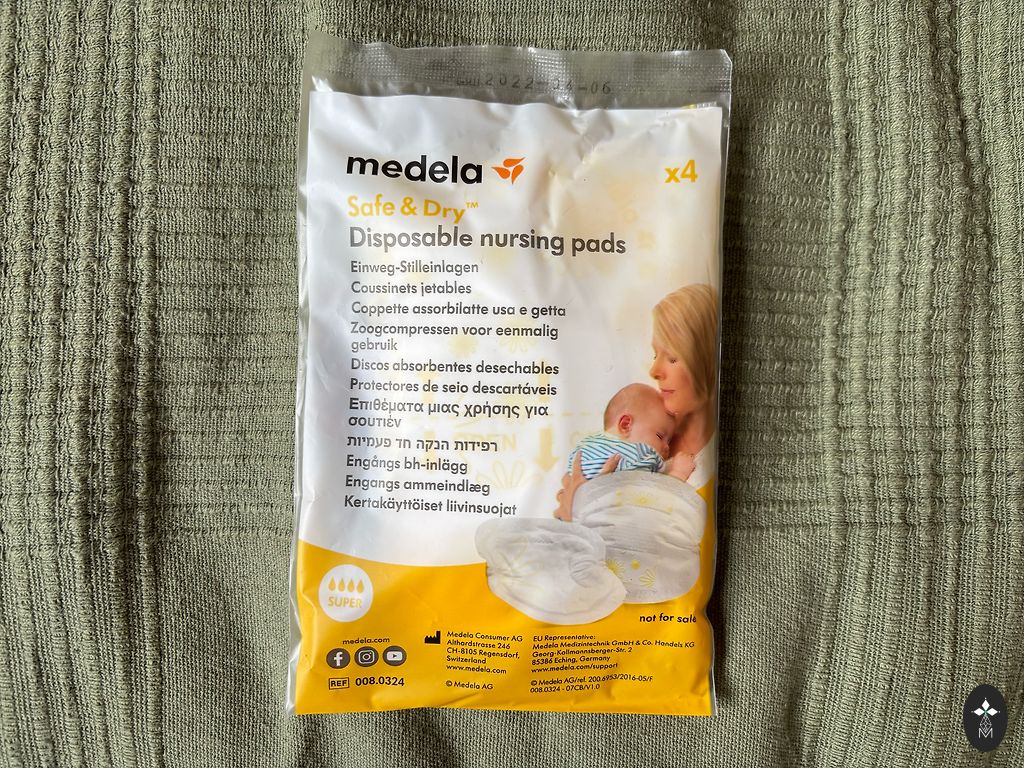 2022-04-06
medela
x4
Safe & Dry™
Disposable nursing pads
Einweg-Stilleinlagen
Coussinets jetables
Coppette assorbilatte usa e getta
Zoogcompressen voor eenmalig
gebruik
Discos absorbentes desechables
Protectores de seio descartáveis
Επιθέματα μιας χρήσης για
σουτιέν
רפידות הנקה חד פעמיות
Engångs bh-inlägg
Engangs ammeindlæg
Kertakäyttöiset liivinsuojat
SUPER
not for sale
medela.com
REF 008.0324
Medela Consumer AG
Althardstrasse 246
CH-8105 Regensdorf,
Switzerland
www.medela.com
© Medela AG
EU Representative:
Medela Medizintechnik GmbH & Co. Handels KG
Georg-Kollmannsberger-Str. 2
85386 Eching, Germany
www.medela.com/support
© Medela AG/ref. 200.6953/2016-05/F
008.0324 - 07CB/V1.0
M